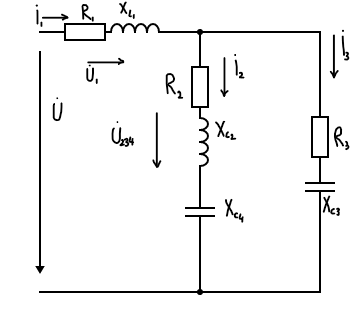 i̇₁ R₁ X_L₁
U̇₁
i̇₂
i̇₃
U̇
R₂
U̇₂₃₄
X_L₂
R₃
X_C₄
X_C₃